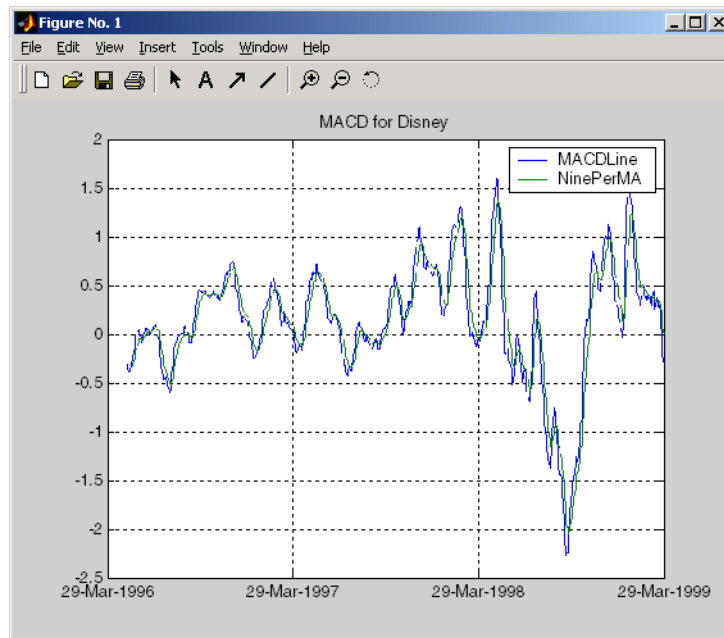 Figure No. 1
File Edit View Insert Tools Window Help
A
MACD for Disney
MACDLine
NinePerMA
2
1.5
1
0.5
0
-0.5
-1
-1.5
-2
-2.5
29-Mar-1996 29-Mar-1997 29-Mar-1998 29-Mar-1999